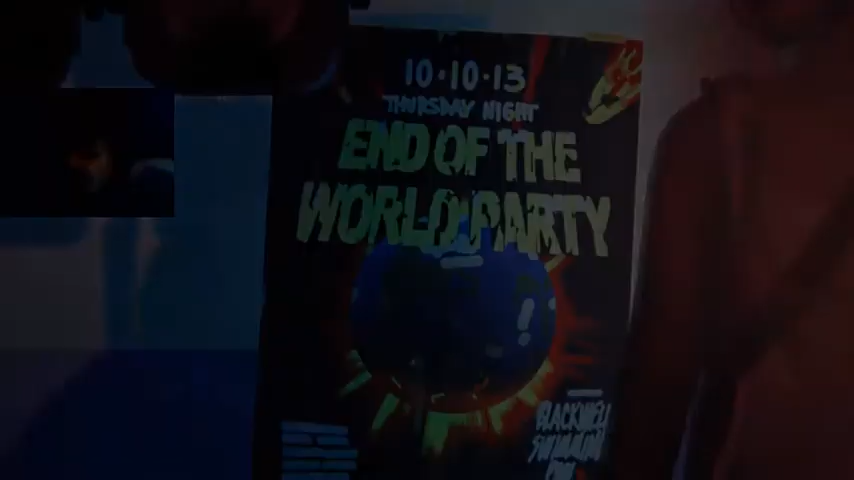 10·10·13
THURSDAY NIGHT
END OF THE
WORLD PARTY
!
BLACKWELL
SWIMMING
POOL